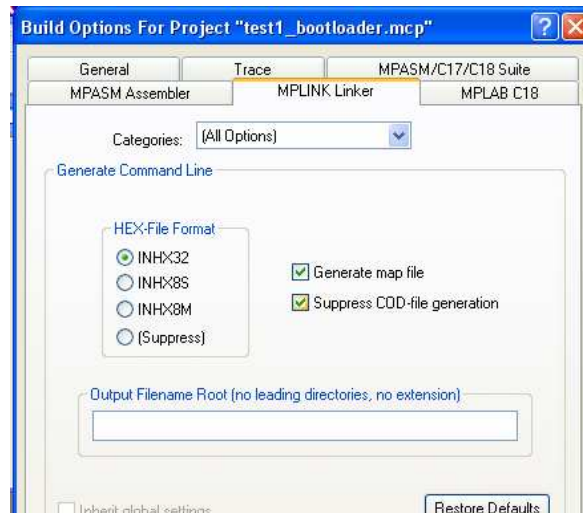 Build Options For Project "test1_bootloader.mcp"
General Trace MPASM/C17/C18 Suite
MPASM Assembler MPLINK Linker MPLAB C18
Categories: (All Options)
Generate Command Line
HEX-File Format
INHX32
INHX8S
INHX8M
(Suppress)
Generate map file
Suppress COD-file generation
Output Filename Root (no leading directories, no extension)
Inherit global settings Restore Defaults